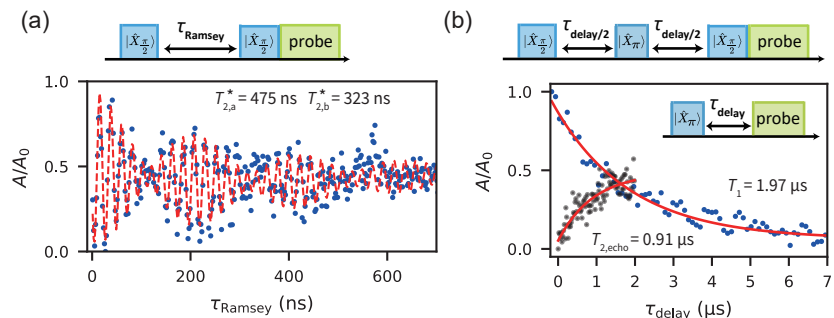 (a)
τRamsey
|X̂π/2⟩ |X̂π/2⟩ probe
T*2,a = 475 ns T*2,b = 323 ns
1.0
0.5
0.0
A/A0
0 200 400 600
τRamsey (ns)
(b)
τdelay/2 τdelay/2
|X̂π/2⟩ |X̂π⟩ |X̂π/2⟩ probe
τdelay
|X̂π⟩ probe
1.0
0.5
0.0
A/A0
T1 = 1.97 μs
T2,echo = 0.91 μs
0 1 2 3 4 5 6 7
τdelay (μs)